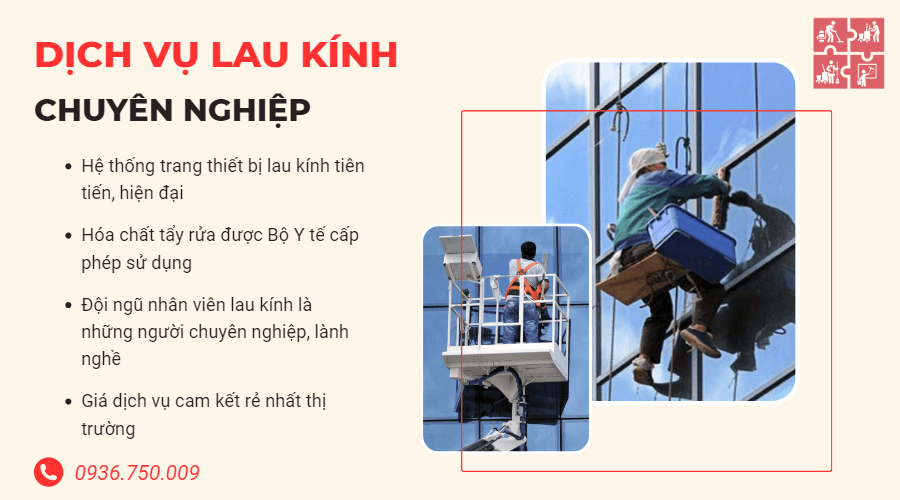 DỊCH VỤ LAU KÍNH
CHUYÊN NGHIỆP
Hệ thống trang thiết bị lau kính tiên
tiến, hiện đại
Hóa chất tẩy rửa được Bộ Y tế cấp
phép sử dụng
Đội ngũ nhân viên lau kính là
những người chuyên nghiệp, lành
nghề
Giá dịch vụ cam kết rẻ nhất thị
trường
0936.750.009